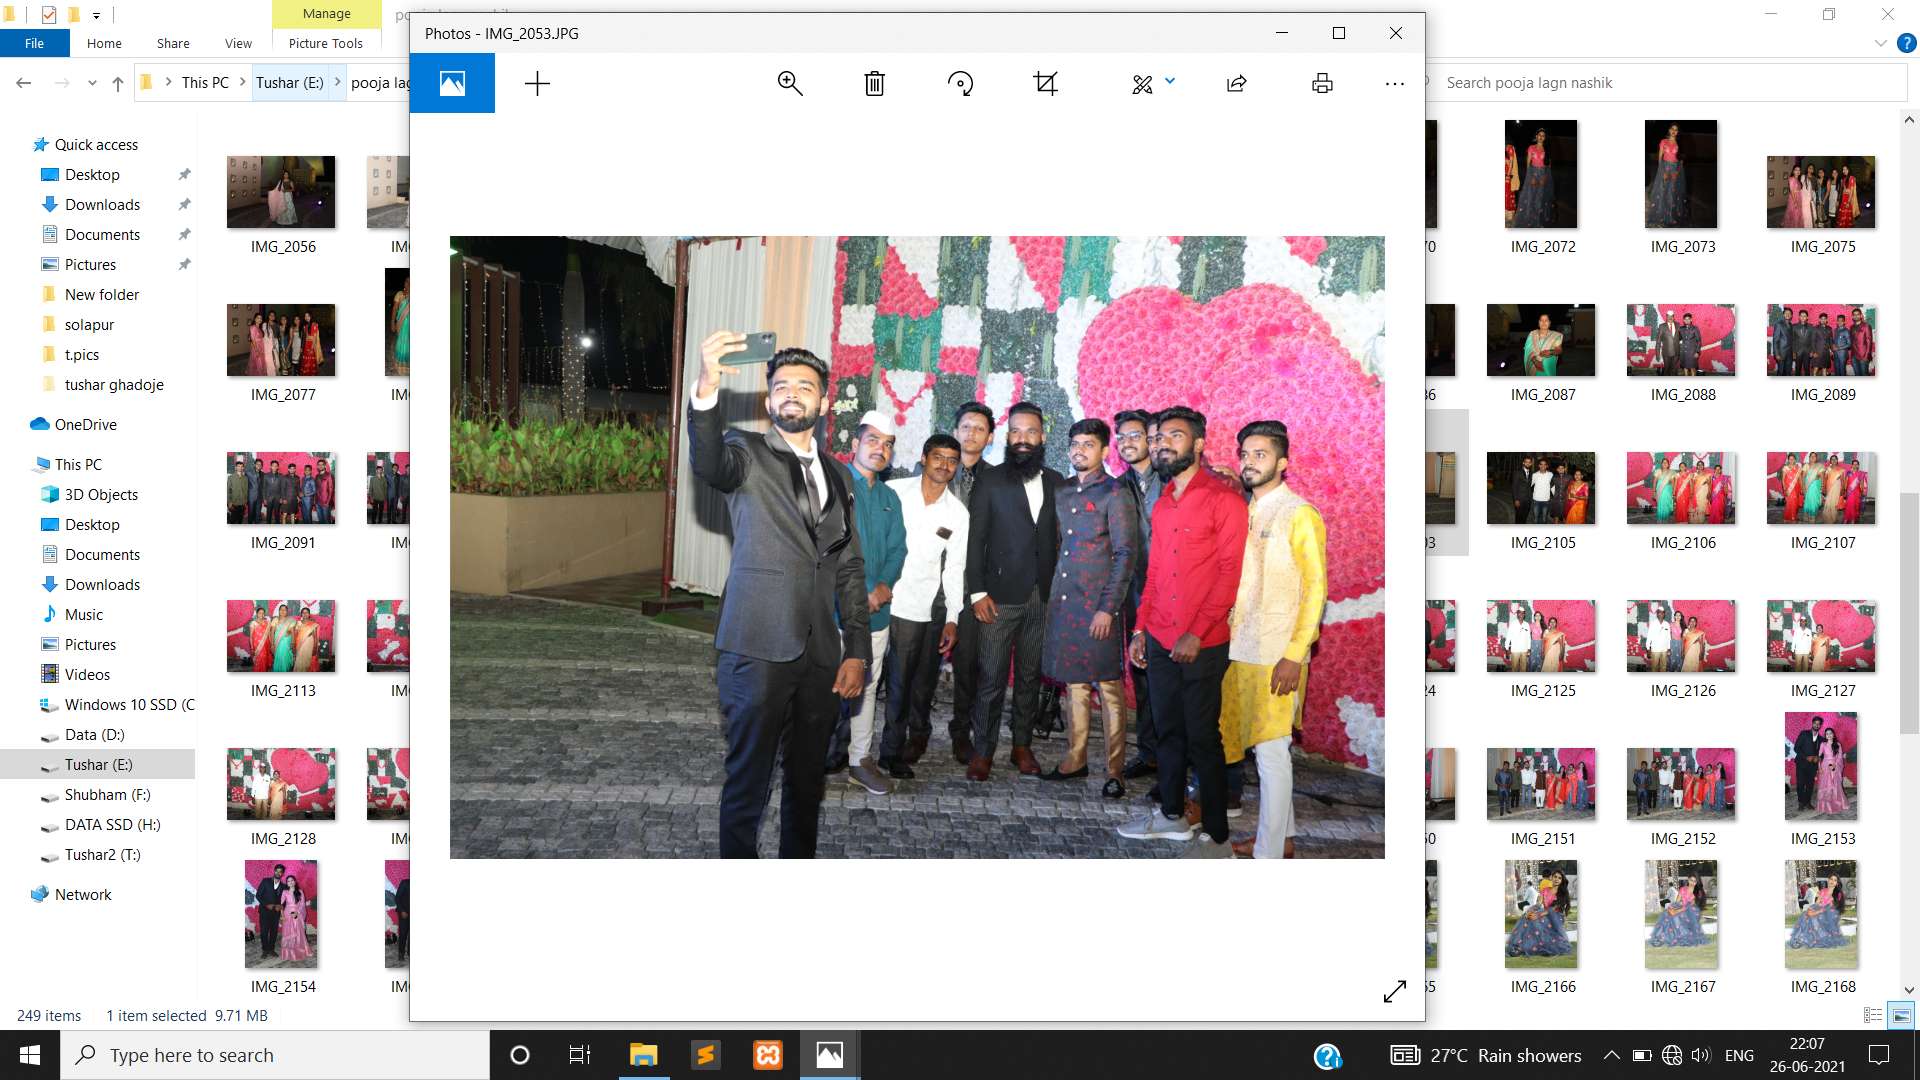 Manage
File
Home
Share
View
Picture Tools
Photos - IMG_2053.JPG
This PC
Tushar (E:)
pooja lag
Search pooja lagn nashik
Quick access
Desktop
Downloads
Documents
Pictures
New folder
solapur
t.pics
tushar ghadoje
OneDrive
This PC
3D Objects
Desktop
Documents
Downloads
Music
Pictures
Videos
Windows 10 SSD (C
Data (D:)
Tushar (E:)
Shubham (F:)
DATA SSD (H:)
Tushar2 (T:)
Network
IMG_2056
IMG_2072
IMG_2073
IMG_2075
IMG_2077
IMG_2087
IMG_2088
IMG_2089
IMG_2091
IMG_2105
IMG_2106
IMG_2107
IMG_2113
IMG_2125
IMG_2126
IMG_2127
IMG_2128
IMG_2151
IMG_2152
IMG_2153
IMG_2154
IMG_2166
IMG_2167
IMG_2168
249 items 1 item selected 9.71 MB
Type here to search
27°C Rain showers
ENG
22:07
26-06-2021